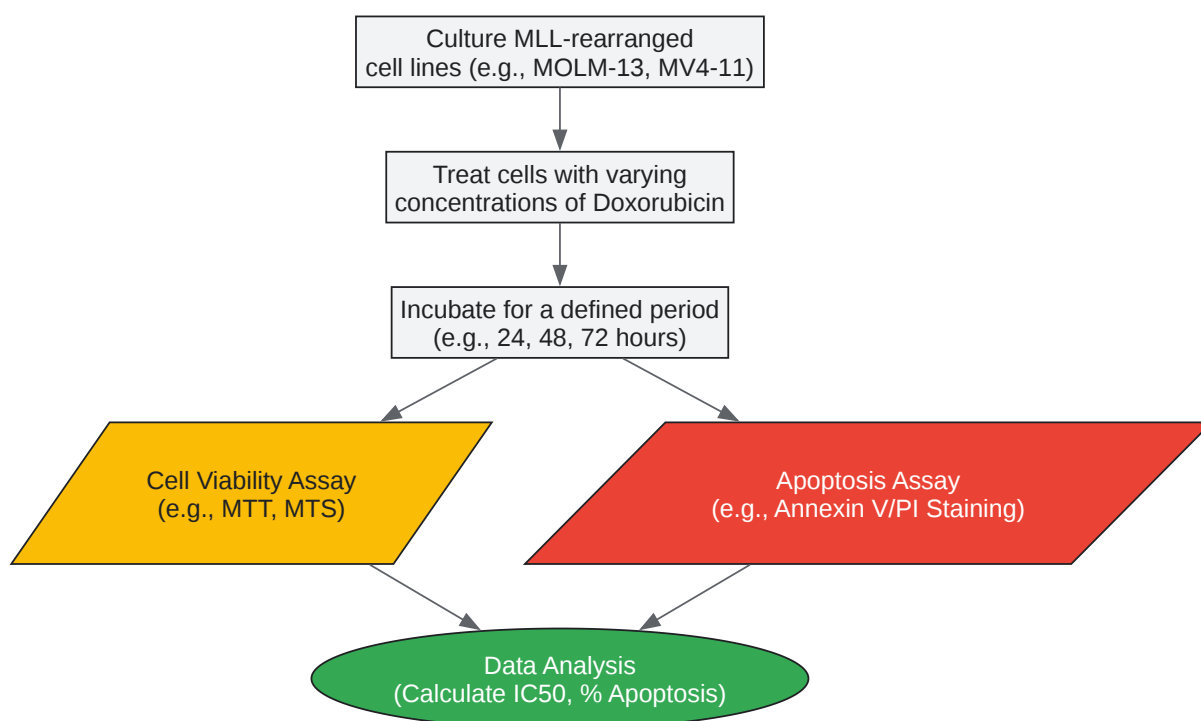 Culture MLL-rearranged
cell lines (e.g., MOLM-13, MV4-11)
Treat cells with varying
concentrations of Doxorubicin
Incubate for a defined period
(e.g., 24, 48, 72 hours)
Cell Viability Assay
(e.g., MTT, MTS)
Apoptosis Assay
(e.g., Annexin V/PI Staining)
Data Analysis
(Calculate IC50, % Apoptosis)